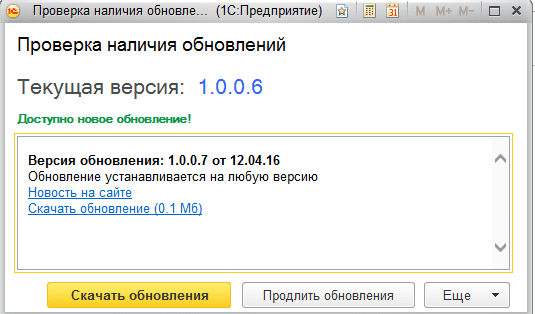 Проверка наличия обновле... (1С:Предприятие)
M M+ M-
Проверка наличия обновлений
Текущая версия: 1.0.0.6
Доступно новое обновление!
Версия обновления: 1.0.0.7 от 12.04.16
Обновление устанавливается на любую версию
Новость на сайте
Скачать обновление (0.1 Мб)
Скачать обновления
Продлить обновления
Еще